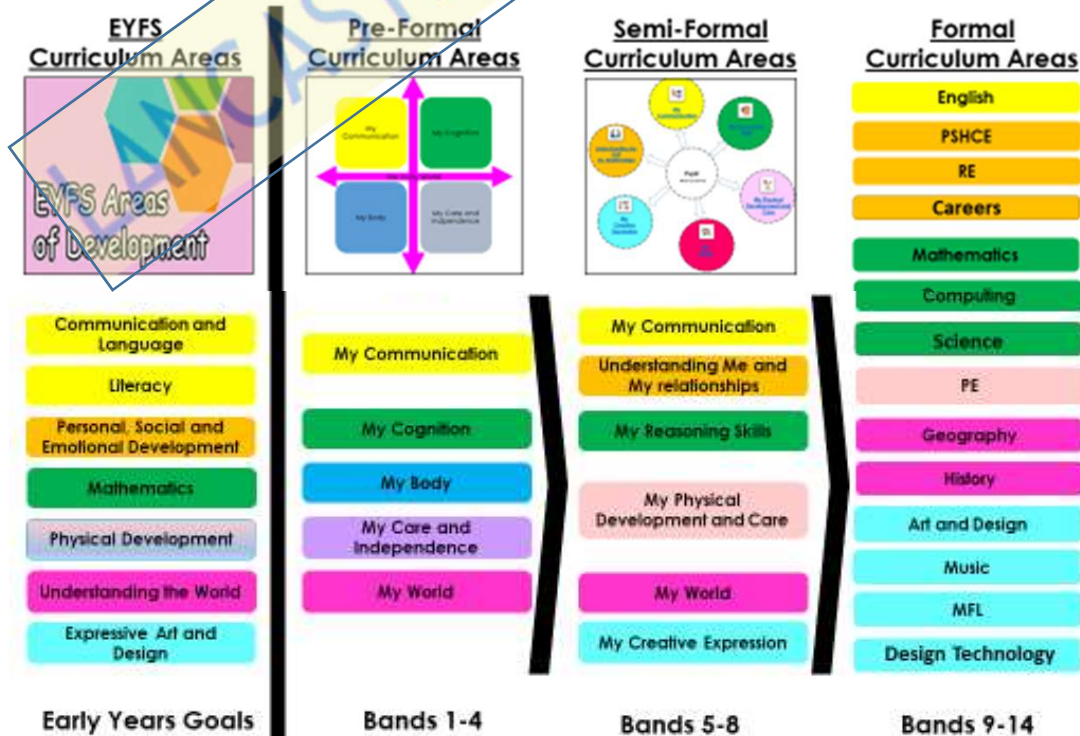 EYFS
Curriculum Areas
EYFS Areas
of Development
Communication and
Language
Literacy
Personal, Social and
Emotional Development
Mathematics
Physical Development
Understanding the World
Expressive Art and
Design
Early Years Goals
Pre-Formal
Curriculum Areas
My
Communication
My Cognition
My Body
My Care and
Independence
My Communication
My Cognition
My Body
My Care and
Independence
My World
Bands 1-4
Semi-Formal
Curriculum Areas
My Communication
Understanding Me and
My relationships
My Reasoning Skills
My Physical
Development and Care
My World
My Creative Expression
Bands 5-8
Formal
Curriculum Areas
English
PSHCE
RE
Careers
Mathematics
Computing
Science
PE
Geography
History
Art and Design
Music
MFL
Design Technology
Bands 9-14